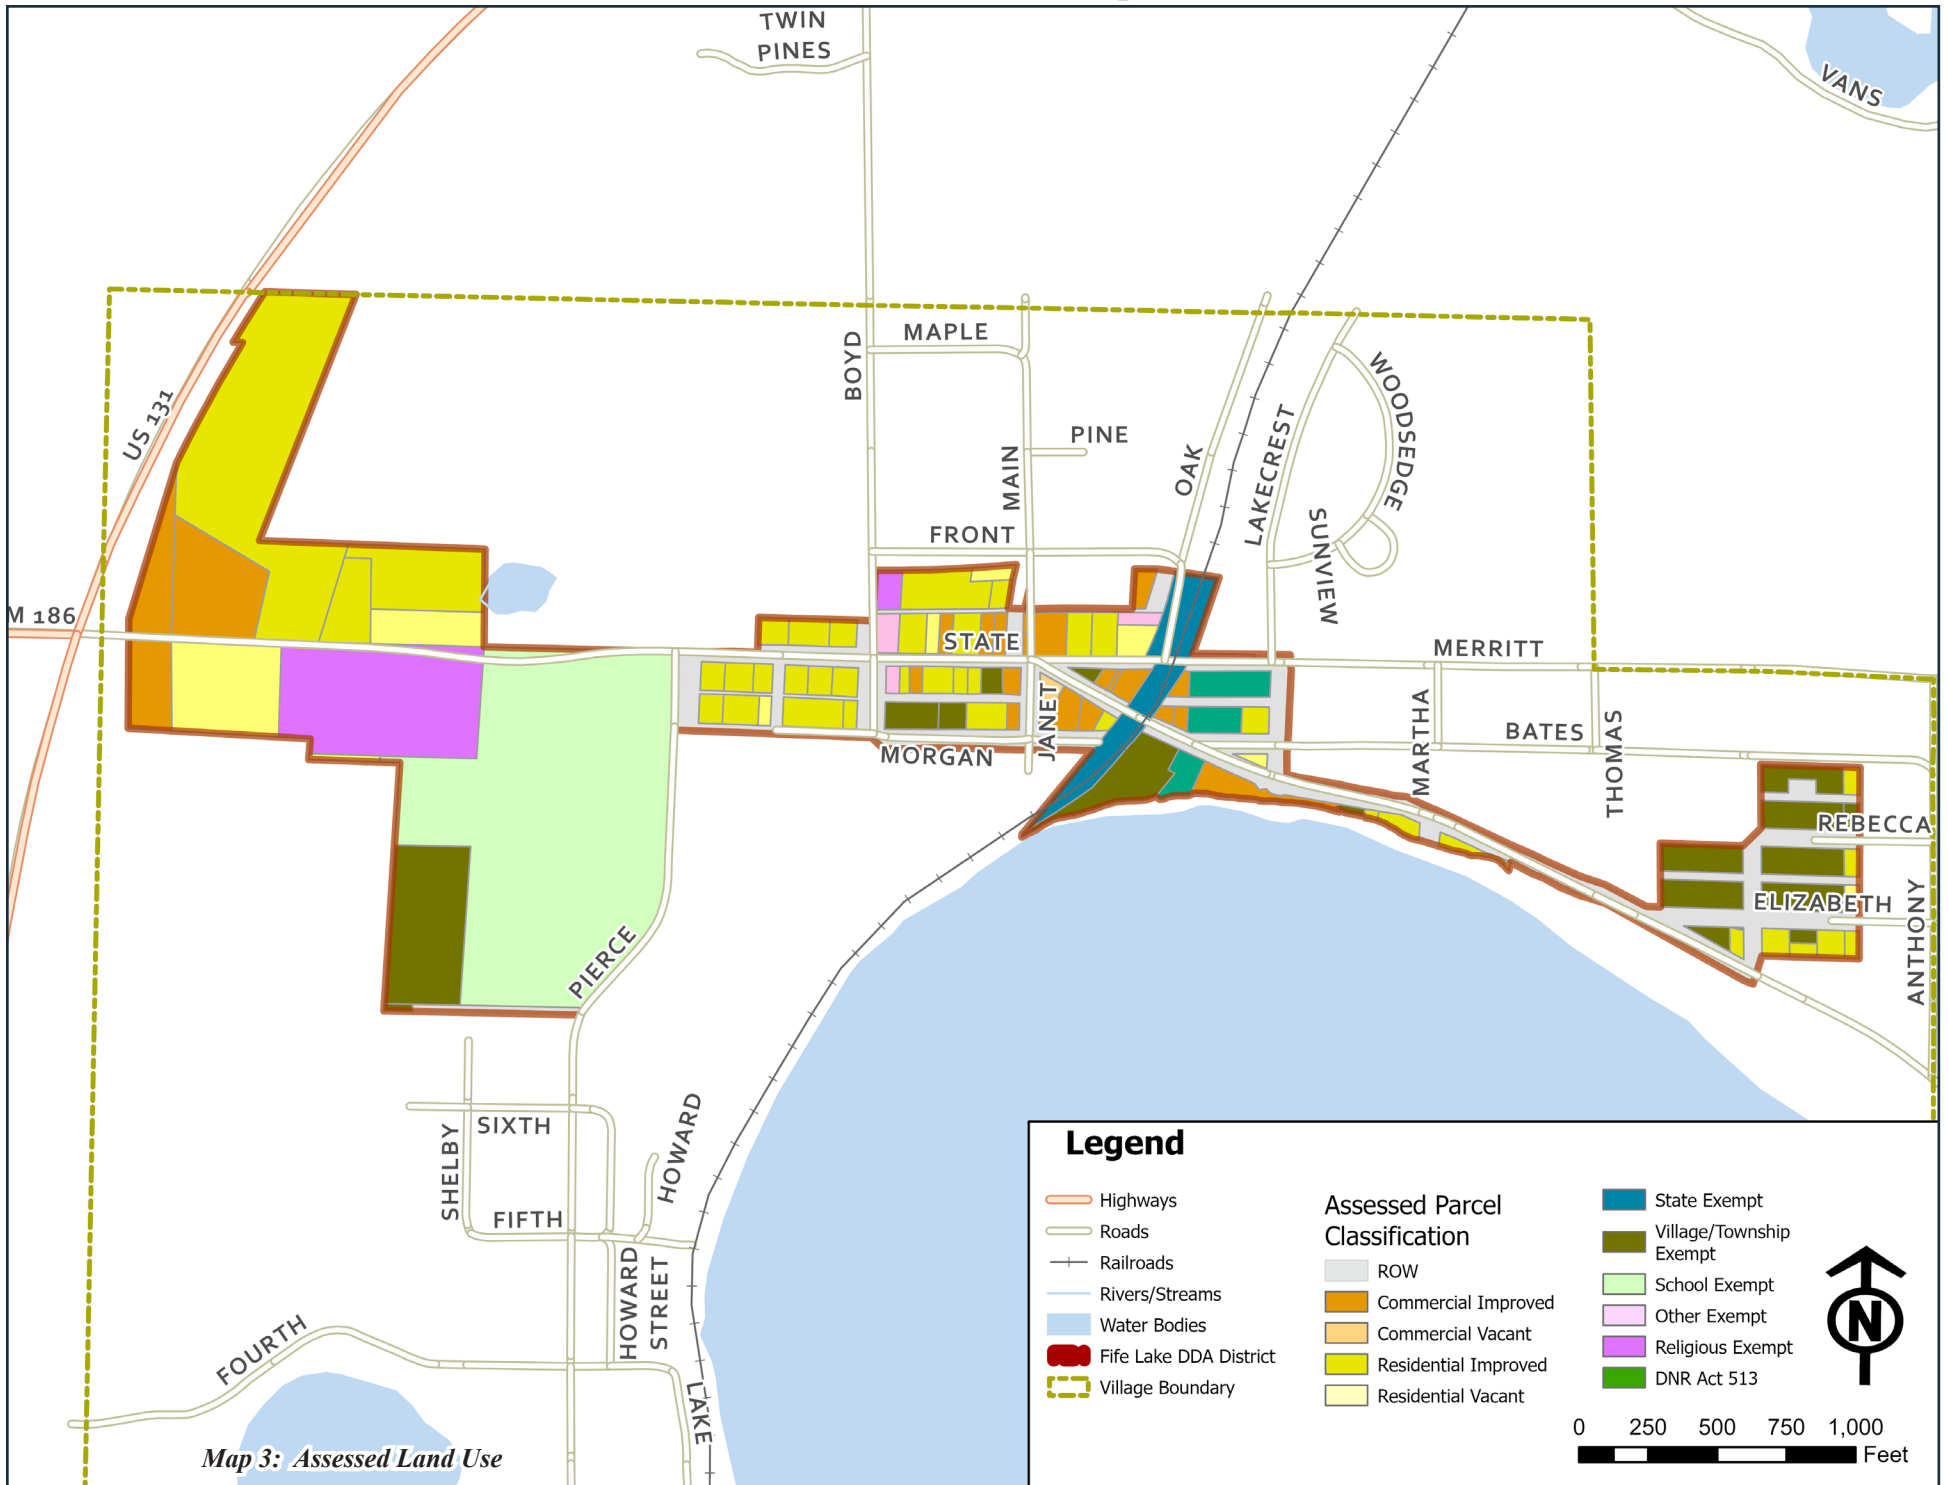 TWIN
PINES
VANS
US 131
M 186
BOYD
MAPLE
MAIN
PINE
FRONT
OAK
LAKECREST
WOODSEDGE
SUNVIEW
STATE
MERRITT
JANET
MORGAN
MARTHA
BATES
THOMAS
REBECCA
ELIZABETH
ANTHONY
PIERCE
SHELBY
SIXTH
HOWARD
FIFTH
HOWARD
STREET
FOURTH
LAKE
Map 3: Assessed Land Use
Legend
Highways
Roads
Railroads
Rivers/Streams
Water Bodies
Fife Lake DDA District
Village Boundary
Assessed Parcel
Classification
ROW
Commercial Improved
Commercial Vacant
Residential Improved
Residential Vacant
State Exempt
Village/Township
Exempt
School Exempt
Other Exempt
Religious Exempt
DNR Act 513
N
0 250 500 750 1,000
Feet